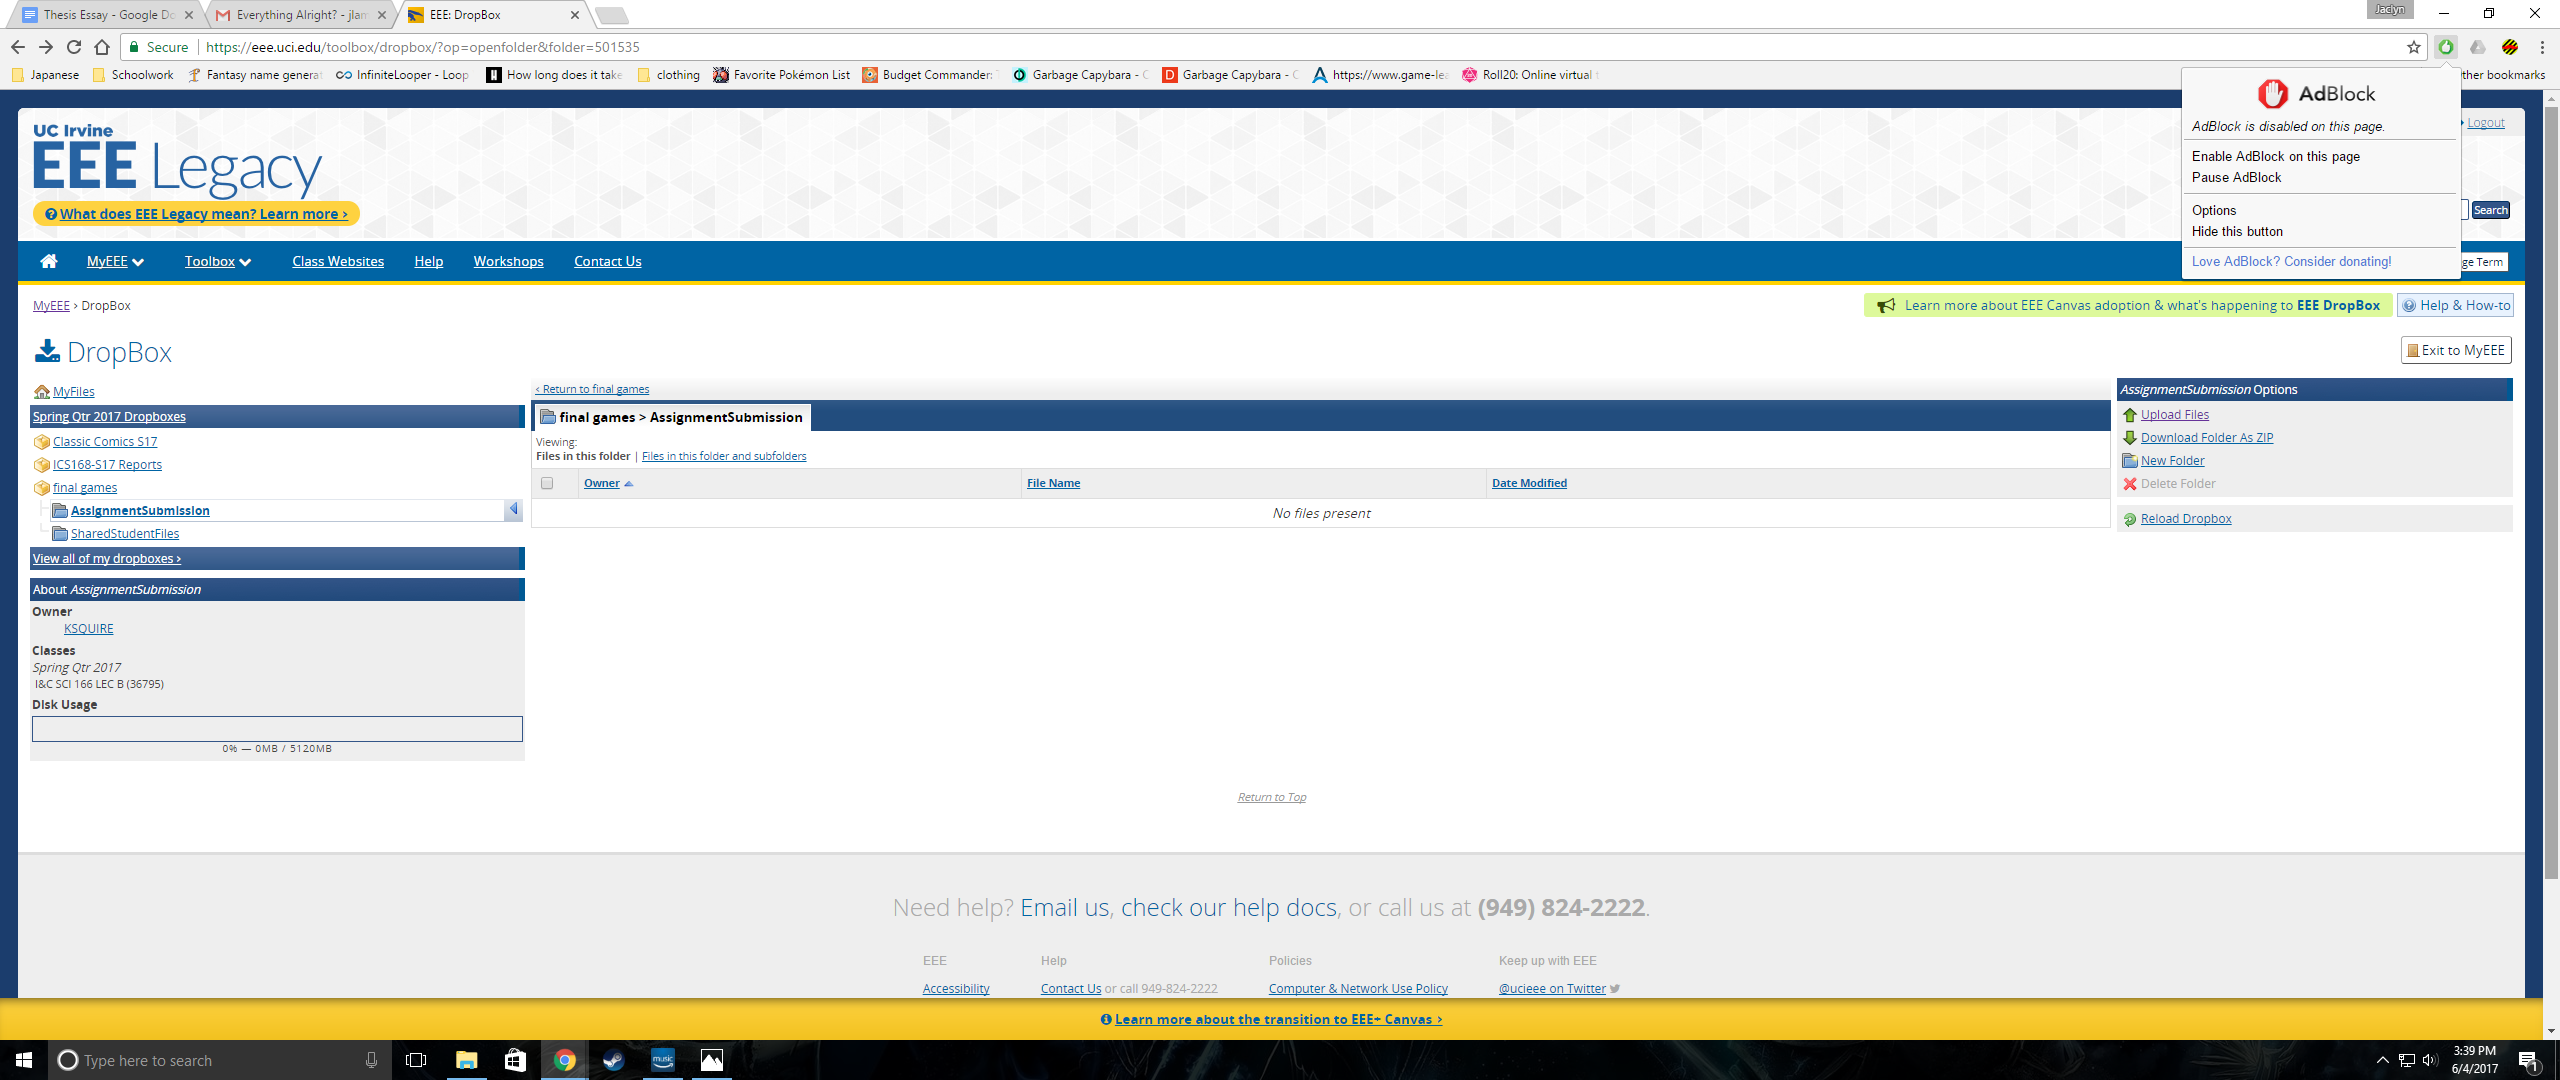 Thesis Essay - Google Do
Everything Alright? - jlam
EEE: DropBox
Jaclyn
Secure
https://eee.uci.edu/toolbox/dropbox/?op=openfolder&folder=501535
Japanese
Schoolwork
Fantasy name generat
InfiniteLooper - Loop
How long does it take
clothing
Favorite Pokémon List
Budget Commander:
Garbage Capybara - C
Garbage Capybara - C
https://www.game-lea
Roll20: Online virtual
ther bookmarks
AdBlock
AdBlock is disabled on this page.
Enable AdBlock on this page
Pause AdBlock
Options
Hide this button
Love AdBlock? Consider donating!
Logout
Search
ge Term
UC Irvine
EEE Legacy
What does EEE Legacy mean? Learn more ›
MyEEE
Toolbox
Class Websites
Help
Workshops
Contact Us
MyEEE › DropBox
Learn more about EEE Canvas adoption & what's happening to EEE DropBox
Help & How-to
DropBox
Exit to MyEEE
MyFiles
Spring Qtr 2017 Dropboxes
Classic Comics S17
ICS168-S17 Reports
final games
AssignmentSubmission
SharedStudentFiles
View all of my dropboxes ›
About AssignmentSubmission
Owner
KSQUIRE
Classes
Spring Qtr 2017
I&C SCI 166 LEC B (36795)
Disk Usage
0% — 0MB / 5120MB
‹ Return to final games
final games > AssignmentSubmission
Viewing:
Files in this folder | Files in this folder and subfolders
Owner
File Name
Date Modified
No files present
AssignmentSubmission Options
Upload Files
Download Folder As ZIP
New Folder
Delete Folder
Reload Dropbox
Return to Top
Need help? Email us, check our help docs, or call us at (949) 824-2222.
EEE
Help
Policies
Keep up with EEE
Accessibility
Contact Us or call 949-824-2222
Computer & Network Use Policy
@ucieee on Twitter
Learn more about the transition to EEE+ Canvas ›
Type here to search
music
3:39 PM
6/4/2017
1